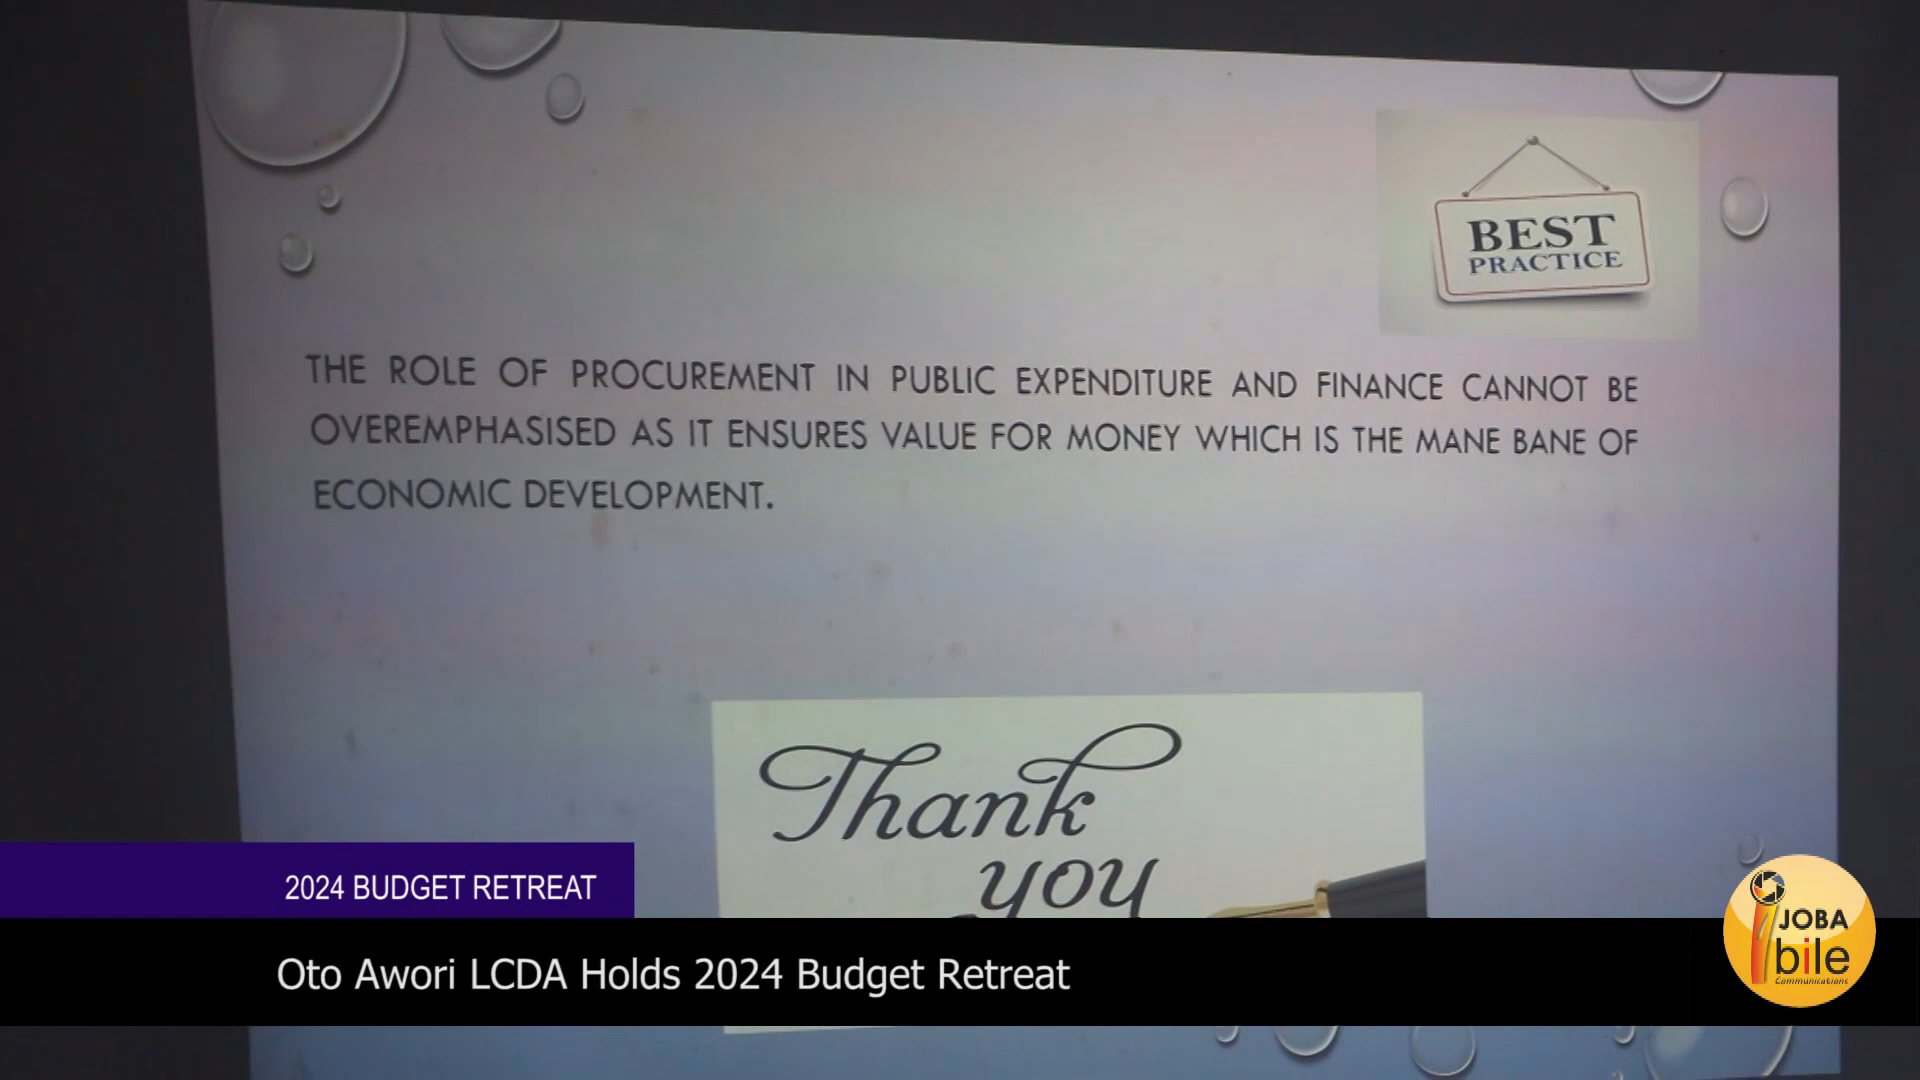 BEST
PRACTICE
THE ROLE OF PROCUREMENT IN PUBLIC EXPENDITURE AND FINANCE CANNOT BE
OVEREMPHASISED AS IT ENSURES VALUE FOR MONEY WHICH IS THE MANE BANE OF
ECONOMIC DEVELOPMENT.
Thank
you
2024 BUDGET RETREAT
Oto Awori LCDA Holds 2024 Budget Retreat
iJOBA
bile
Communications